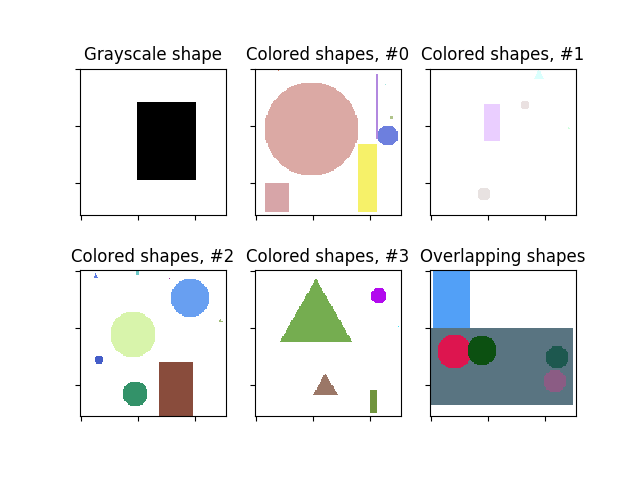 Grayscale shape
Colored shapes, #0
Colored shapes, #1
Colored shapes, #2
Colored shapes, #3
Overlapping shapes